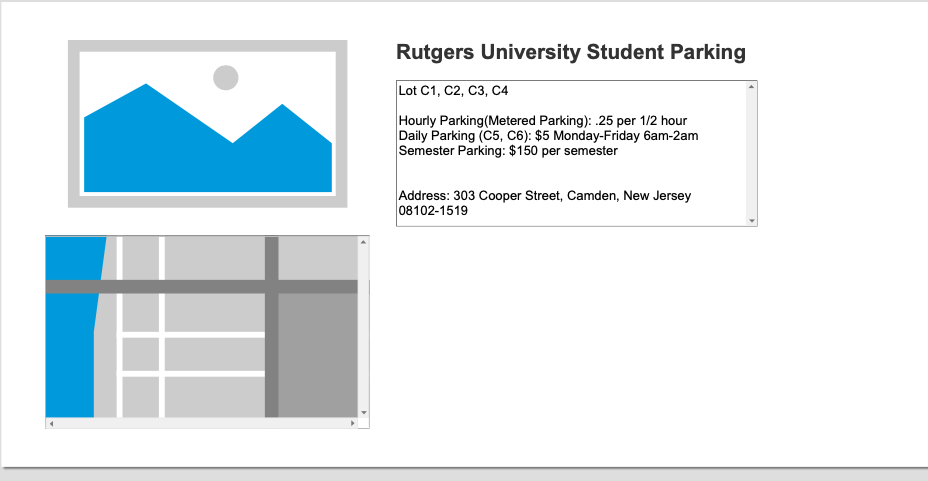 Rutgers University Student Parking
Lot C1, C2, C3, C4
Hourly Parking(Metered Parking): .25 per 1/2 hour
Daily Parking (C5, C6): $5 Monday-Friday 6am-2am
Semester Parking: $150 per semester
Address: 303 Cooper Street, Camden, New Jersey
08102-1519